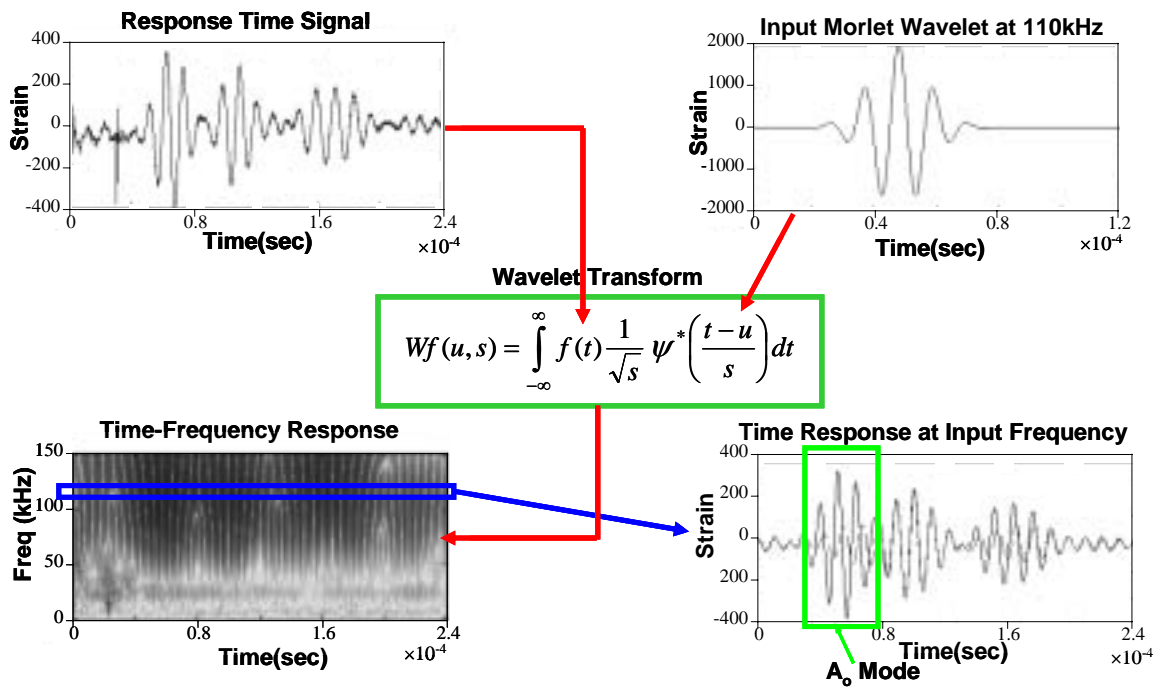 Response Time Signal
Strain
400
200
0
-200
-400
0 0.8 1.6 2.4
Time(sec) ×10⁻⁴
Input Morlet Wavelet at 110kHz
Strain
2000
1000
0
-1000
-2000
0 0.4 0.8 1.2
Time(sec) ×10⁻⁴
Wavelet Transform
Wf(u,s) = ∫_{-∞}^{∞} f(t) 1/√s ψ*((t-u)/s) dt
Time-Frequency Response
Freq (kHz)
150
100
50
0
0 0.8 1.6 2.4
Time(sec) ×10⁻⁴
Time Response at Input Frequency
Strain
400
200
0
200
-400
0 0.8 1.6 2.4
Time(sec) ×10⁻⁴
A₀ Mode